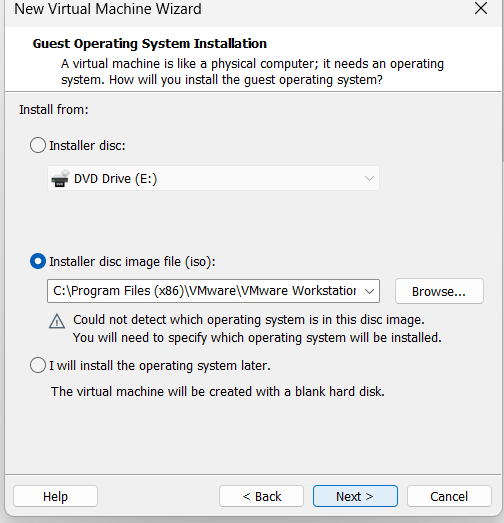 New Virtual Machine Wizard
Guest Operating System Installation
A virtual machine is like a physical computer; it needs an operating
system. How will you install the guest operating system?
Install from:
Installer disc:
DVD Drive (E:)
Installer disc image file (iso):
C:\Program Files (x86)\VMware\VMware Workstation
Browse...
Could not detect which operating system is in this disc image.
You will need to specify which operating system will be installed.
I will install the operating system later.
The virtual machine will be created with a blank hard disk.
Help
< Back
Next >
Cancel